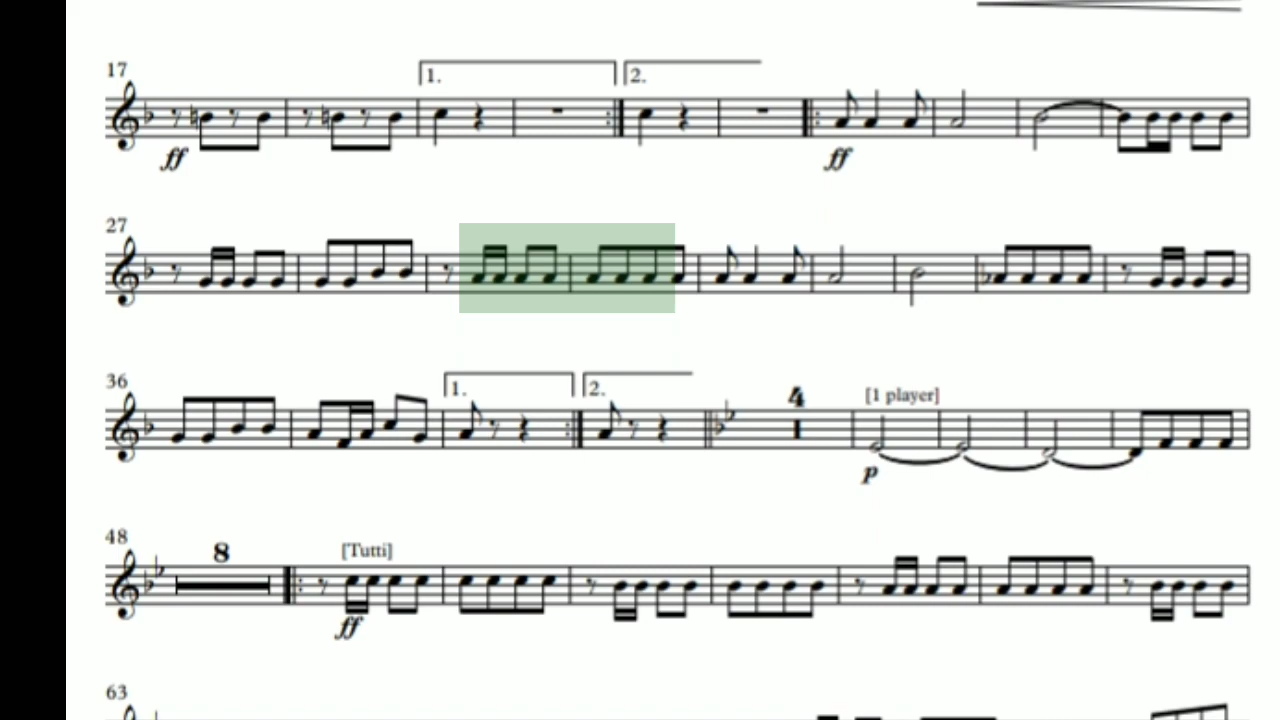 17
1.
2.
ff
ff
27
36
1.
2.
4
[1 player]
p
48
8
[Tutti]
ff
63